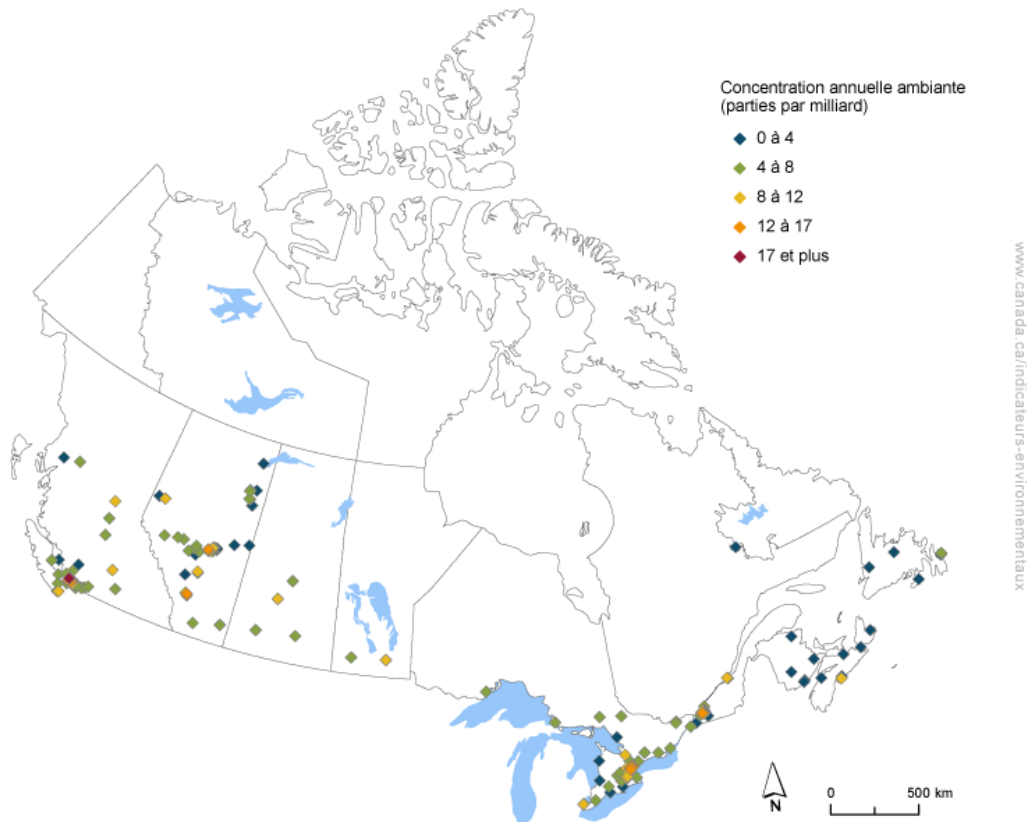 Concentration annuelle ambiante
(parties par milliard)
0 à 4
4 à 8
8 à 12
12 à 17
17 et plus
www.canada.ca/indicateurs-environnementaux
N
0 500 km